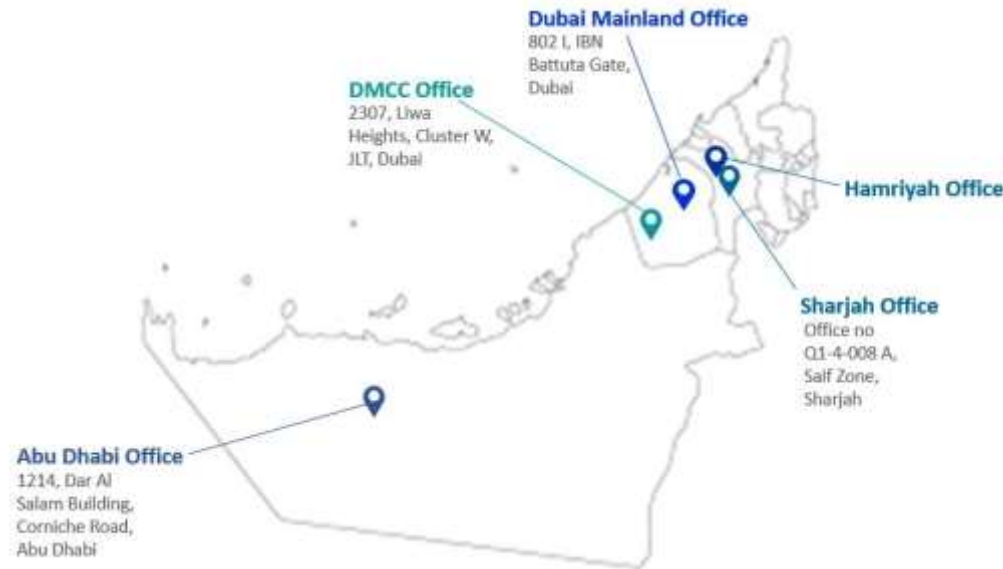 Dubai Mainland Office
802 I, IBN
Battuta Gate,
Dubai
DMCC Office
2307, Liwa
Heights, Cluster W,
JLT, Dubai
Hamriyah Office
Sharjah Office
Office no
Q1-4-008 A,
Saif Zone,
Sharjah
Abu Dhabi Office
1214, Dar Al
Salam Building,
Corniche Road,
Abu Dhabi